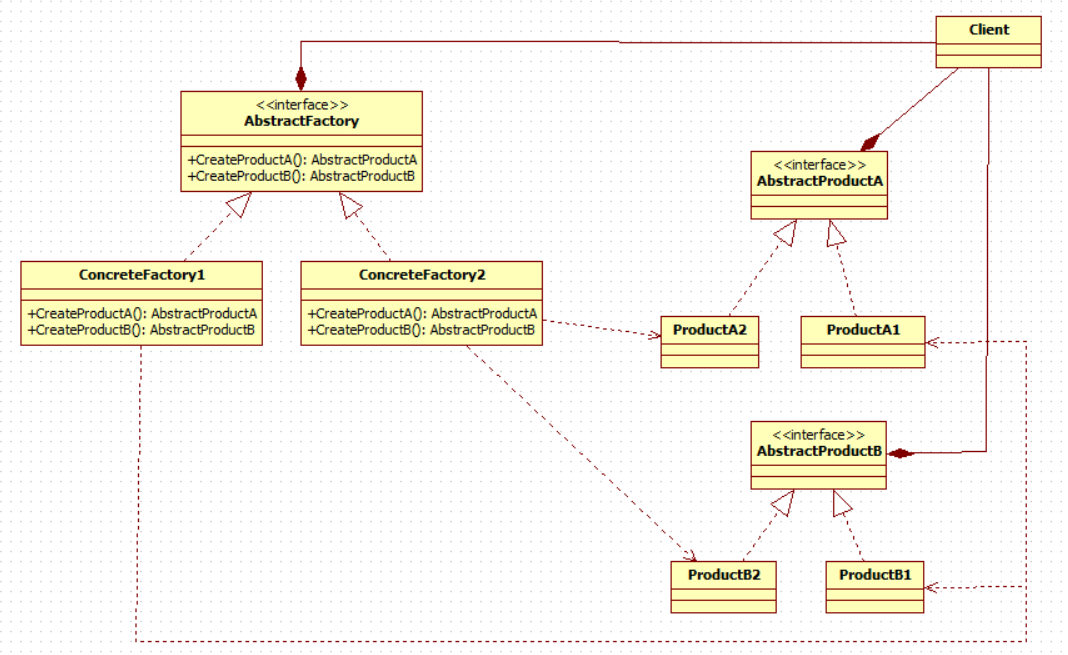 Client
<<interface>>
AbstractFactory
+CreateProductA(): AbstractProductA
+CreateProductB(): AbstractProductB
<<interface>>
AbstractProductA
ConcreteFactory1
+CreateProductA(): AbstractProductA
+CreateProductB(): AbstractProductB
ConcreteFactory2
+CreateProductA(): AbstractProductA
+CreateProductB(): AbstractProductB
ProductA2
ProductA1
<<interface>>
AbstractProductB
ProductB2
ProductB1